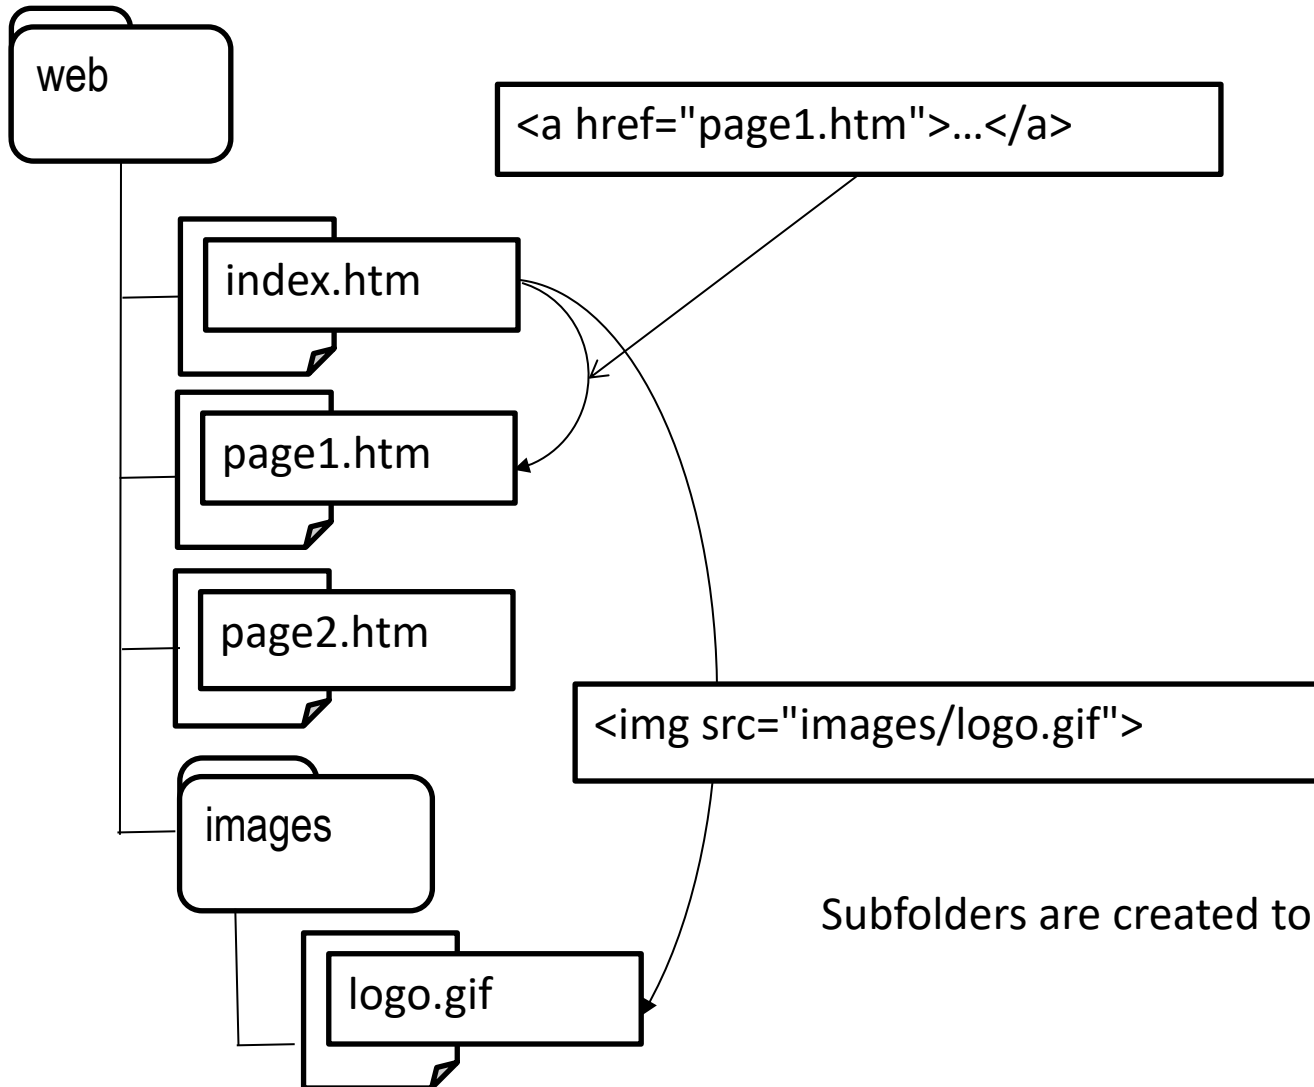 web
<a href="page1.htm">...</a>
index.htm
page1.htm
page2.htm
<img src="images/logo.gif">
images
Subfolders are created to
logo.gif